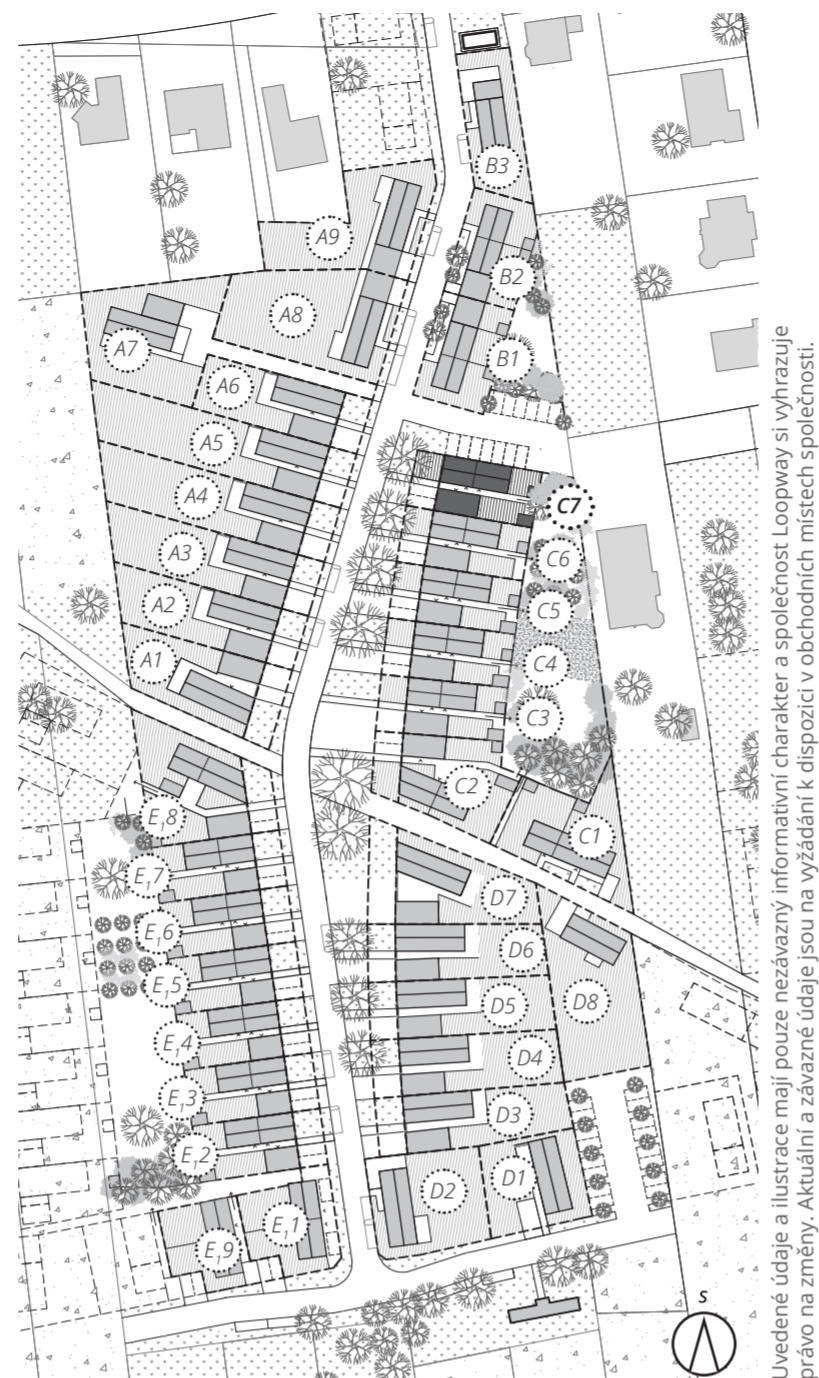 A9
B3
A8
B2
A7
B1
A6
A5
A4
C7
A3
C6
A2
C5
A1
C4
C3
C2
E₁8
C1
E₁7
D7
E₁6
D6
E₁5
D8
D5
E₁4
D4
E₁3
D3
E₁2
D2
D1
E₁1
E₁9
S
Uvedené údaje a ilustrace mají pouze nezávazný informativní charakter a společnost Loopway si vyhrazuje
právo na změny. Aktuální a závazné údaje jsou na vyžádání k dispozici v obchodních místech společnosti.